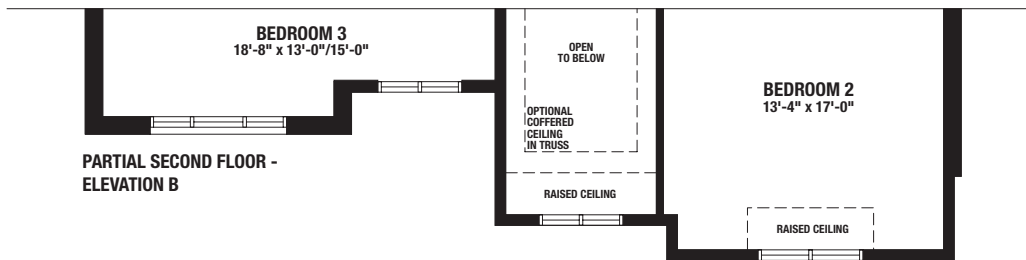 BEDROOM 3
18'-8" x 13'-0"/15'-0"
OPEN
TO BELOW
OPTIONAL
COFFERED
CEILING
IN TRUSS
RAISED CEILING
BEDROOM 2
13'-4" x 17'-0"
RAISED CEILING
PARTIAL SECOND FLOOR -
ELEVATION B